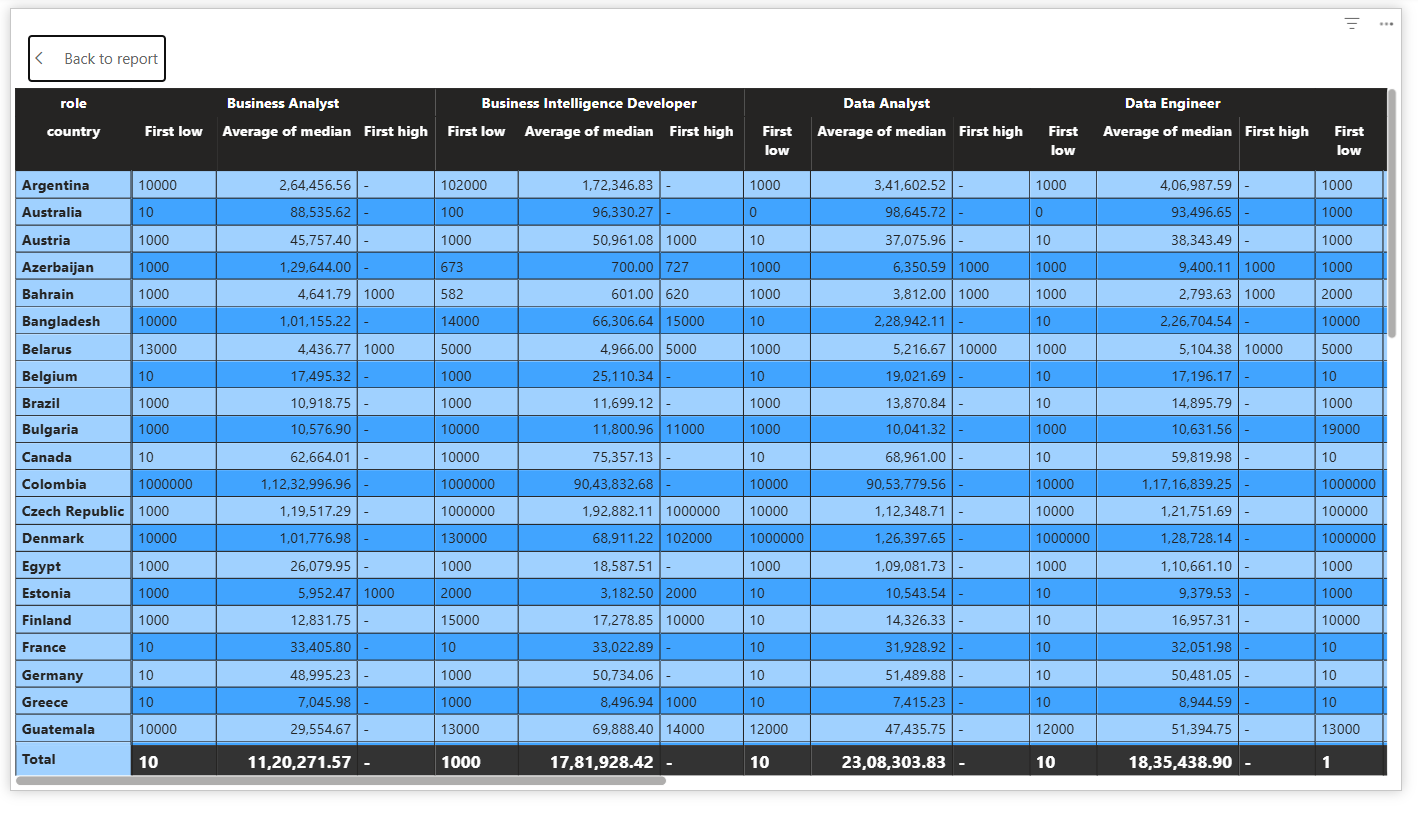 Back to report
role Business Analyst Business Intelligence Developer Data Analyst Data Engineer
country First low Average of median First high First low Average of median First high First low Average of median First high First low Average of median First high First low
Argentina 10000 2,64,456.56 - 102000 1,72,346.83 - 1000 3,41,602.52 - 1000 4,06,987.59 - 1000
Australia 10 88,535.62 - 100 96,330.27 - 0 98,645.72 - 0 93,496.65 - 1000
Austria 1000 45,757.40 - 1000 50,961.08 1000 10 37,075.96 - 10 38,343.49 - 1000
Azerbaijan 1000 1,29,644.00 - 673 700.00 727 1000 6,350.59 1000 1000 9,400.11 1000 1000
Bahrain 1000 4,641.79 1000 582 601.00 620 1000 3,812.00 1000 1000 2,793.63 1000 2000
Bangladesh 10000 1,01,155.22 - 14000 66,306.64 15000 10 2,28,942.11 - 10 2,26,704.54 - 10000
Belarus 13000 4,436.77 1000 5000 4,966.00 5000 1000 5,216.67 10000 1000 5,104.38 10000 5000
Belgium 10 17,495.32 - 1000 25,110.34 - 10 19,021.69 - 10 17,196.17 - 10
Brazil 1000 10,918.75 - 1000 11,699.12 - 1000 13,870.84 - 10 14,895.79 - 1000
Bulgaria 1000 10,576.90 - 10000 11,800.96 11000 1000 10,041.32 - 1000 10,631.56 - 19000
Canada 10 62,664.01 - 10000 75,357.13 - 10 68,961.00 - 10 59,819.98 - 10
Colombia 1000000 1,12,32,996.96 - 1000000 90,43,832.68 - 10000 90,53,779.56 - 10000 1,17,16,839.25 - 1000000
Czech Republic 1000 1,19,517.29 - 1000000 1,92,882.11 1000000 10000 1,12,348.71 - 10000 1,21,751.69 - 100000
Denmark 10000 1,01,776.98 - 130000 68,911.22 102000 1000000 1,26,397.65 - 1000000 1,28,728.14 - 1000000
Egypt 1000 26,079.95 - 1000 18,587.51 - 1000 1,09,081.73 - 1000 1,10,661.10 - 1000
Estonia 1000 5,952.47 1000 2000 3,182.50 2000 10 10,543.54 - 10 9,379.53 - 1000
Finland 1000 12,831.75 - 15000 17,278.85 10000 10 14,326.33 - 10 16,957.31 - 10000
France 10 33,405.80 - 10 33,022.89 - 10 31,928.92 - 10 32,051.98 - 10
Germany 10 48,995.23 - 1000 50,734.06 - 10 51,489.88 - 10 50,481.05 - 10
Greece 10 7,045.98 - 1000 8,496.94 1000 10 7,415.23 - 10 8,944.59 - 10
Guatemala 10000 29,554.67 - 13000 69,888.40 14000 12000 47,435.75 - 12000 51,394.75 - 13000
Total 10 11,20,271.57 - 1000 17,81,928.42 - 10 23,08,303.83 - 10 18,35,438.90 - 1